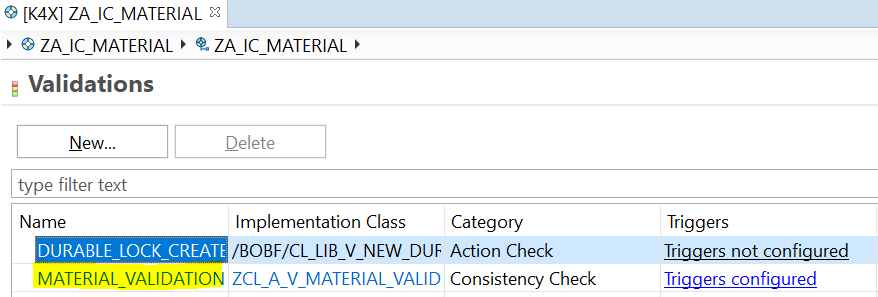 [K4X] ZA_IC_MATERIAL
ZA_IC_MATERIAL ZA_IC_MATERIAL
Validations
New... Delete
type filter text
Name Implementation Class Category Triggers
DURABLE_LOCK_CREATE /BOBF/CL_LIB_V_NEW_DUR Action Check Triggers not configured
MATERIAL_VALIDATION ZCL_A_V_MATERIAL_VALID Consistency Check Triggers configured